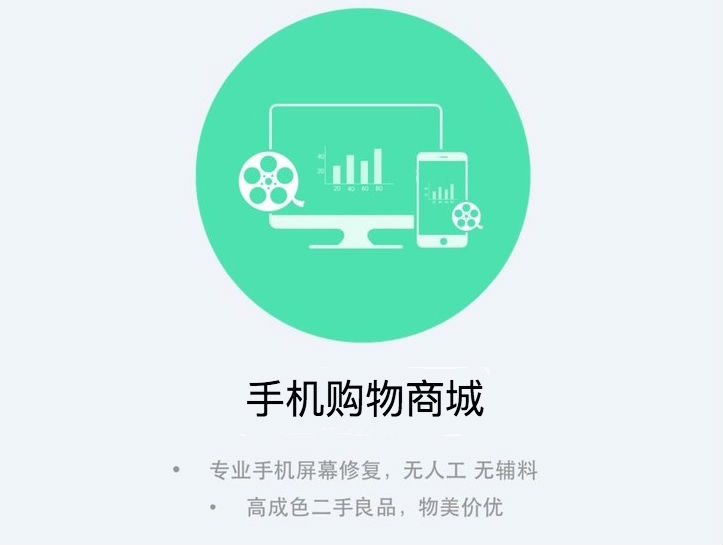 40
20
20 40 60 80
手机购物商城
• 专业手机屏幕修复，无人工 无辅料
• 高成色二手良品，物美价优